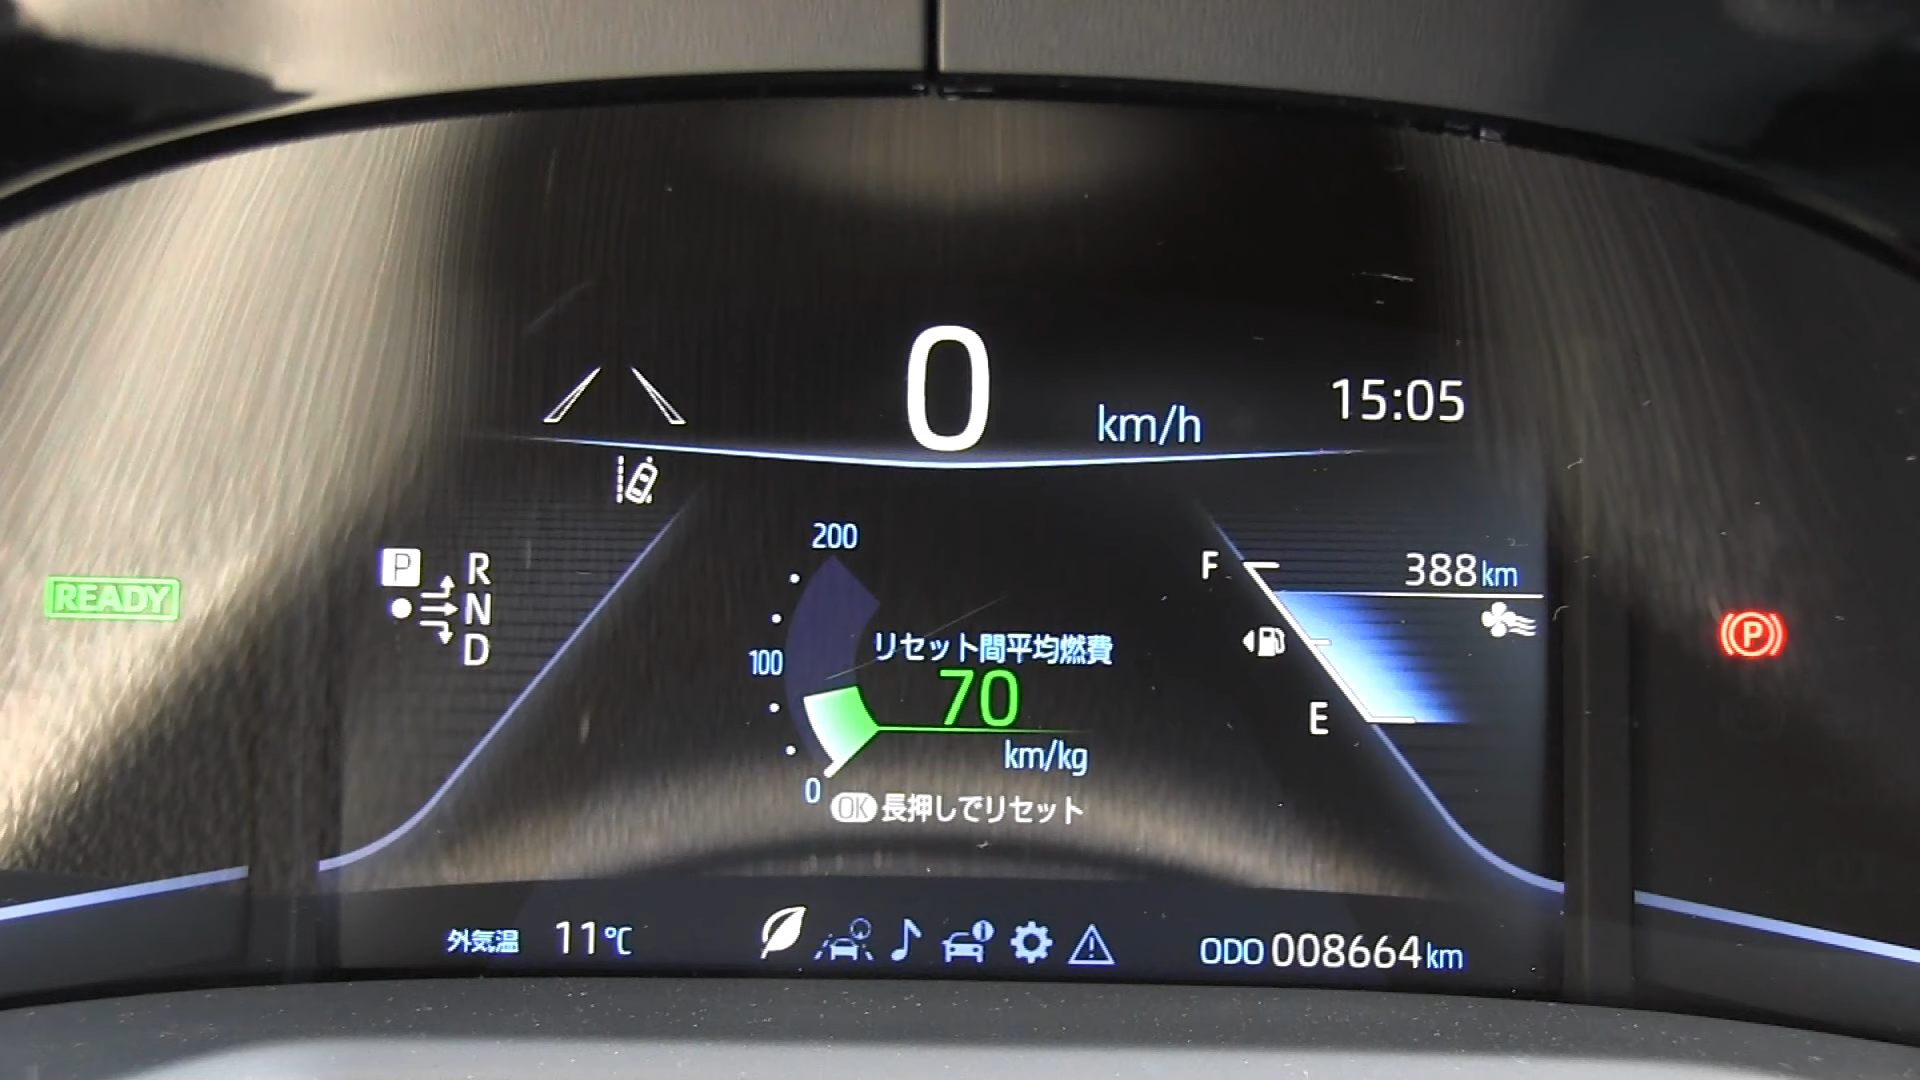 0 km/h 15:05
READY
P R
N
D
200
100
0
リセット間平均燃費
70
km/kg
OK 長押しでリセット
F
E
388km
P
外気温 11℃
ODO 008664km